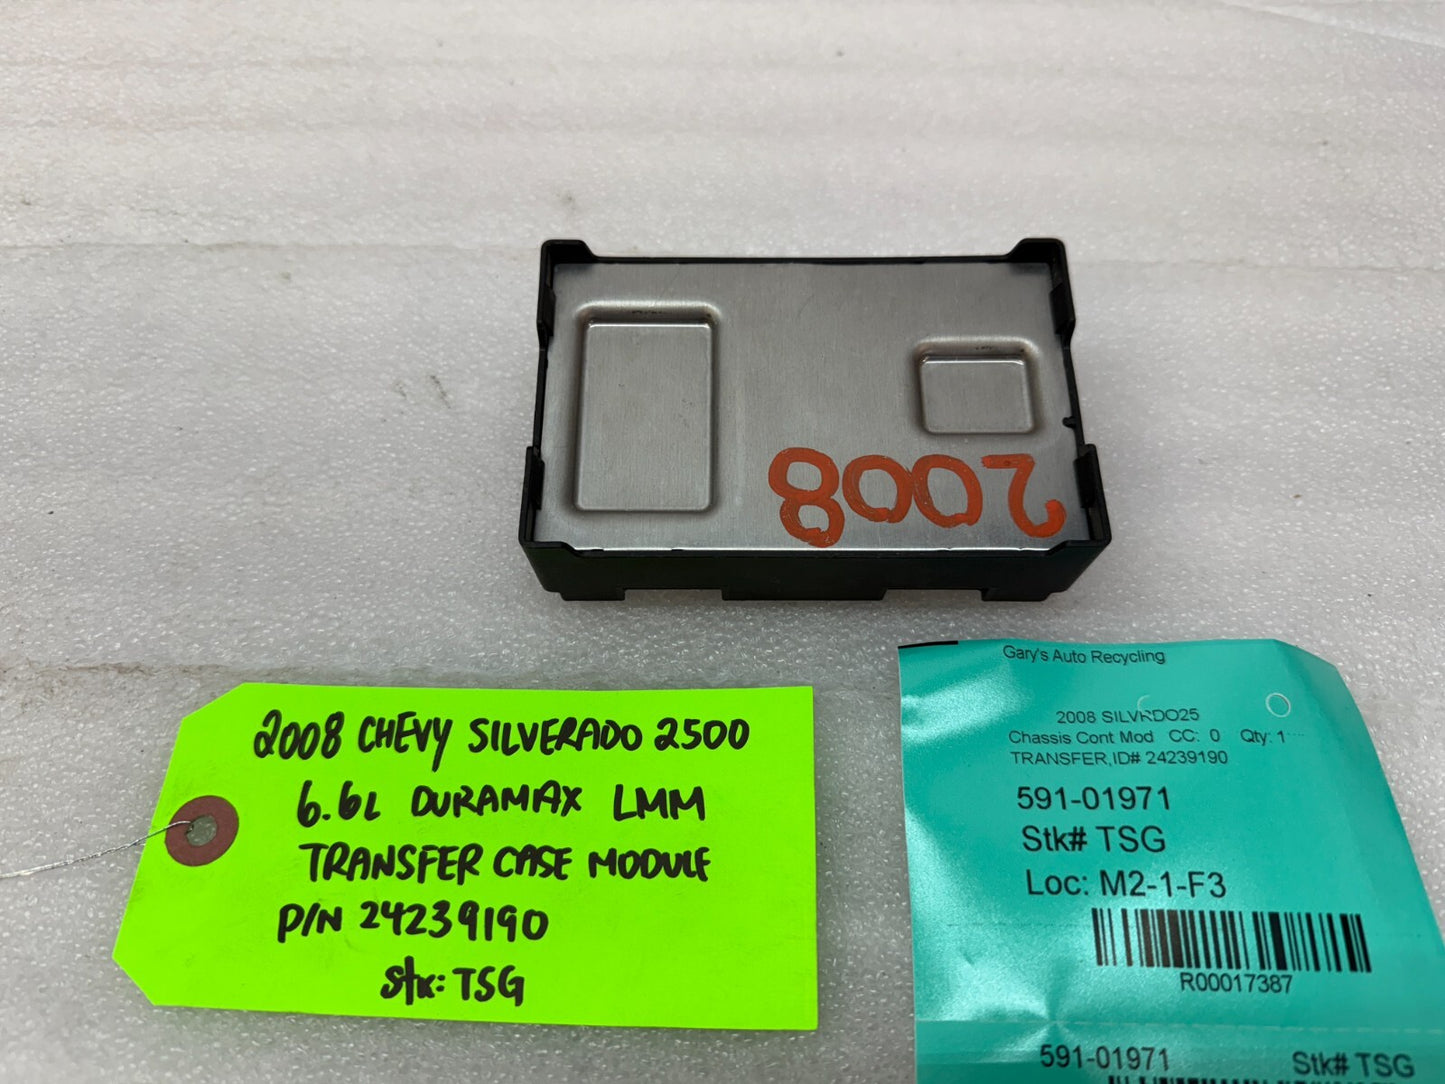 2008
2008 CHEVY SILVERADO 2500
6.6L DURAMAX LMM
TRANSFER CASE MODULE
P/N 24239190
Stk: TSG
Gary's Auto Recycling
2008 SILVRDO25
Chassis Cont Mod CC: 0 Qty: 1
TRANSFER,ID# 24239190
591-01971
Stk# TSG
Loc: M2-1-F3
R00017387
591-01971 Stk# TSG